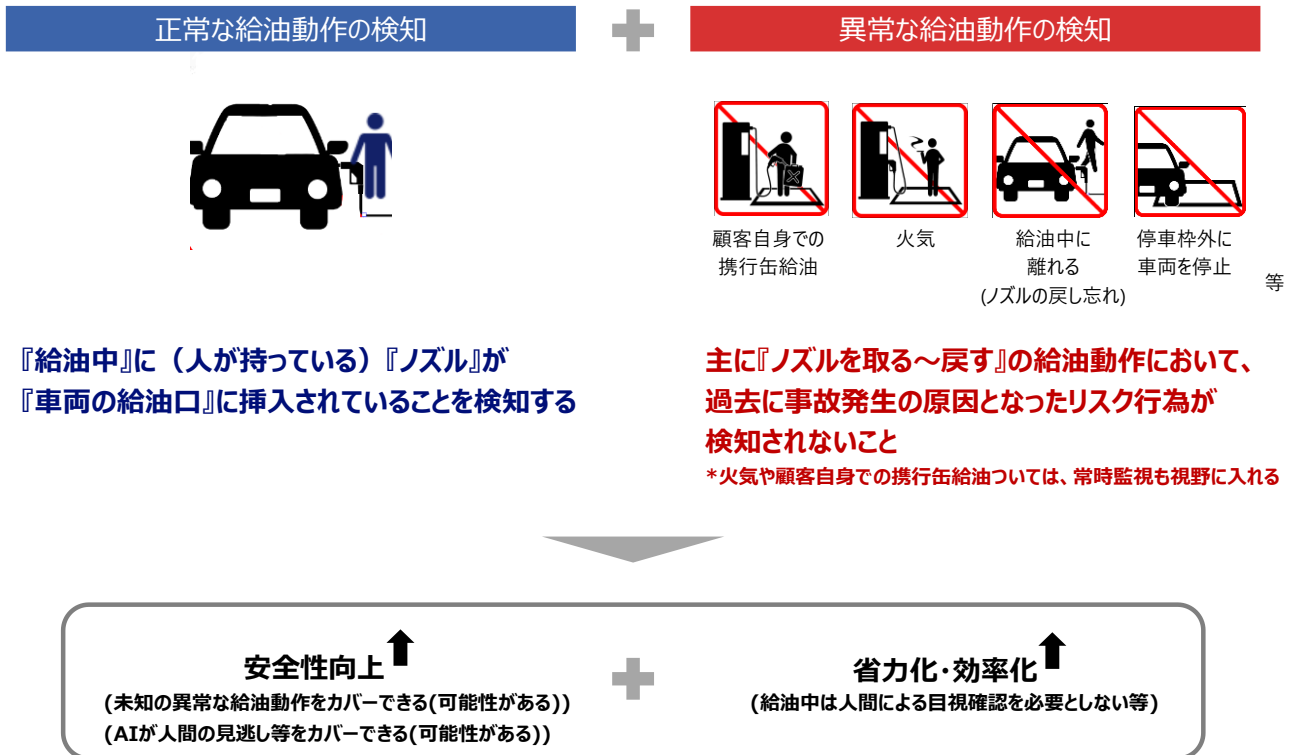 正常な給油動作の検知
異常な給油動作の検知
顧客自身での
携行缶給油
火気
給油中に
離れる
(ノズルの戻し忘れ)
停車枠外に
車両を停止
等
『給油中』に（人が持っている）『ノズル』が
『車両の給油口』に挿入されていることを検知する
主に『ノズルを取る～戻す』の給油動作において、
過去に事故発生の原因となったリスク行為が
検知されないこと
*火気や顧客自身での携行缶給油ついては、常時監視も視野に入れる
安全性向上
(未知の異常な給油動作をカバーできる(可能性がある))
(AIが人間の見逃し等をカバーできる(可能性がある))
省力化・効率化
(給油中は人間による目視確認を必要としない等)